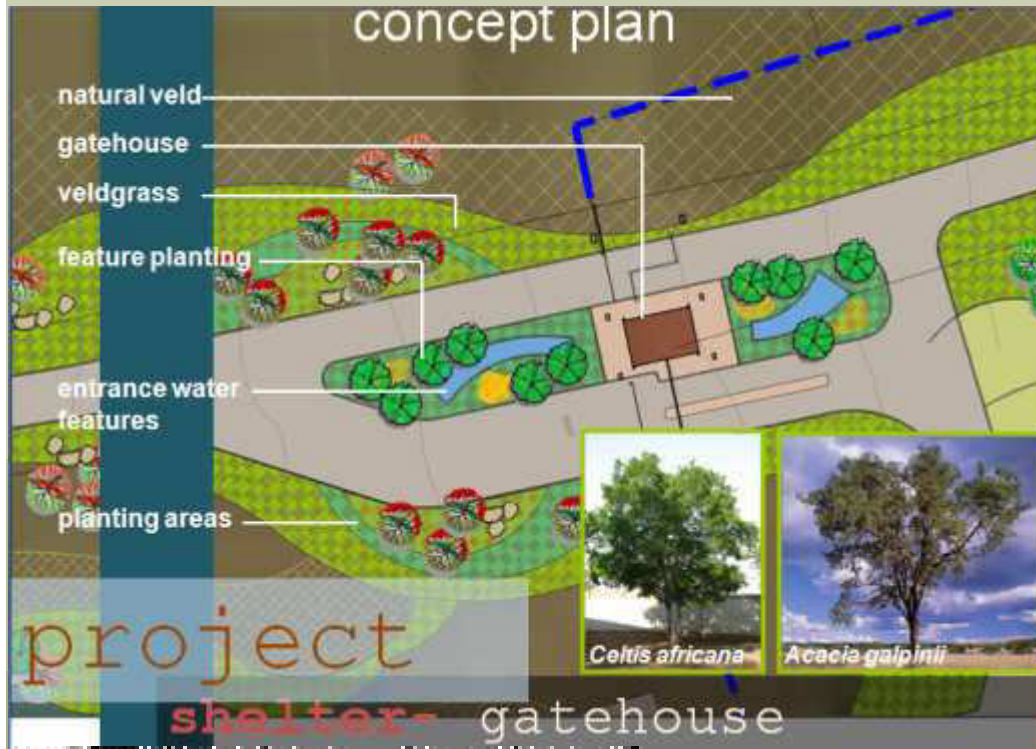 concept plan
natural veld
gatehouse
veldgrass
feature planting
entrance water
features
planting areas
Celtis africana
Acacia galpinii
project
shelter- gatehouse